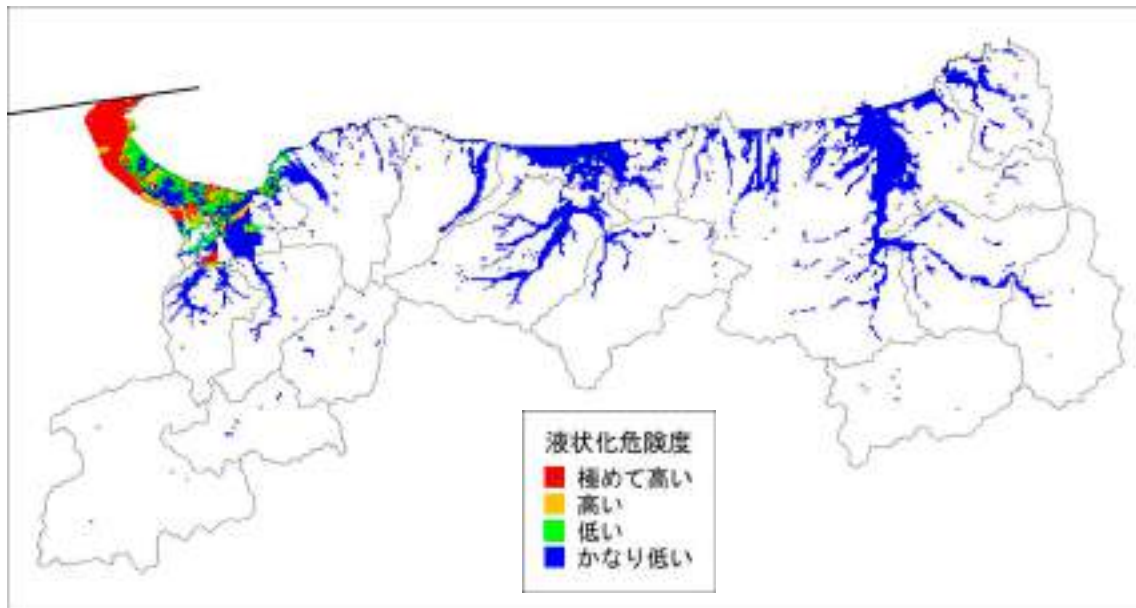 液状化危険度
極めて高い
高い
低い
かなり低い